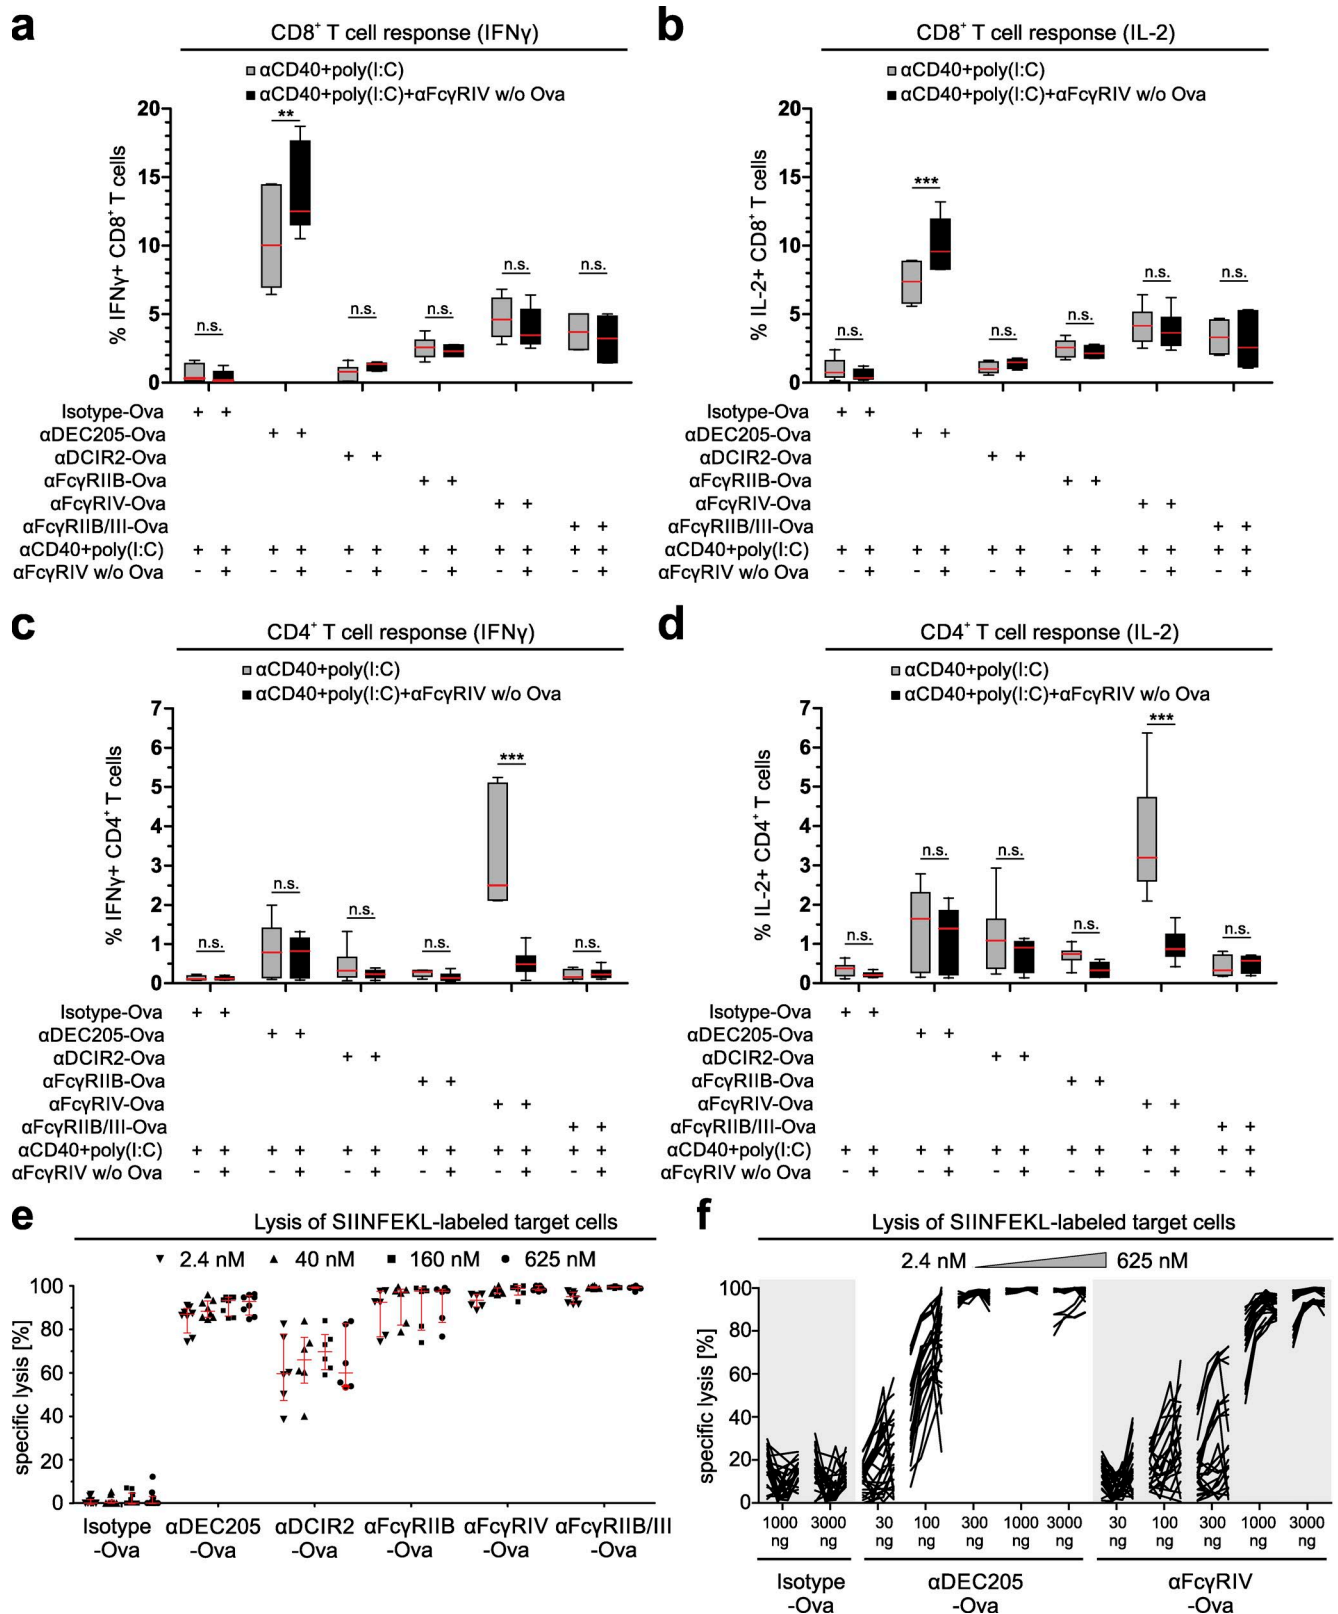 a
CD8⁺ T cell response (IFNγ)
αCD40+poly(I:C)
αCD40+poly(I:C)+αFcγRIV w/o Ova
% IFNγ+ CD8⁺ T cells
20
15
10
5
0
n.s.
**
n.s.
n.s.
n.s.
n.s.
Isotype-Ova + +
αDEC205-Ova + +
αDCIR2-Ova + +
αFcγRIIB-Ova + +
αFcγRIV-Ova + +
αFcγRIIB/III-Ova + +
αCD40+poly(I:C) + + + + + + + + + + + +
αFcγRIV w/o Ova - + - + - + - + - + - +
b
CD8⁺ T cell response (IL-2)
αCD40+poly(I:C)
αCD40+poly(I:C)+αFcγRIV w/o Ova
% IL-2+ CD8⁺ T cells
20
15
10
5
0
n.s.
***
n.s.
n.s.
n.s.
n.s.
Isotype-Ova + +
αDEC205-Ova + +
αDCIR2-Ova + +
αFcγRIIB-Ova + +
αFcγRIV-Ova + +
αFcγRIIB/III-Ova + +
αCD40+poly(I:C) + + + + + + + + + + + +
αFcγRIV w/o Ova - + - + - + - + - + - +
c
CD4⁺ T cell response (IFNγ)
αCD40+poly(I:C)
αCD40+poly(I:C)+αFcγRIV w/o Ova
% IFNγ+ CD4⁺ T cells
7
6
5
4
3
2
1
0
n.s.
n.s.
n.s.
n.s.
***
n.s.
Isotype-Ova + +
αDEC205-Ova + +
αDCIR2-Ova + +
αFcγRIIB-Ova + +
αFcγRIV-Ova + +
αFcγRIIB/III-Ova + +
αCD40+poly(I:C) + + + + + + + + + + + +
αFcγRIV w/o Ova - + - + - + - + - + - +
d
CD4⁺ T cell response (IL-2)
αCD40+poly(I:C)
αCD40+poly(I:C)+αFcγRIV w/o Ova
% IL-2+ CD4⁺ T cells
7
6
5
4
3
2
1
0
n.s.
n.s.
n.s.
n.s.
***
n.s.
Isotype-Ova + +
αDEC205-Ova + +
αDCIR2-Ova + +
αFcγRIIB-Ova + +
αFcγRIV-Ova + +
αFcγRIIB/III-Ova + +
αCD40+poly(I:C) + + + + + + + + + + + +
αFcγRIV w/o Ova - + - + - + - + - + - +
e
Lysis of SIINFEKL-labeled target cells
2.4 nM 40 nM 160 nM 625 nM
specific lysis [%]
100
80
60
40
20
0
Isotype αDEC205 αDCIR2 αFcγRIIB αFcγRIV αFcγRIIB/III
-Ova -Ova -Ova -Ova -Ova -Ova
f
Lysis of SIINFEKL-labeled target cells
2.4 nM 625 nM
specific lysis [%]
100
80
60
40
20
0
1000 3000 30 100 300 1000 3000 30 100 300 1000 3000
ng ng ng ng ng ng ng ng ng ng ng ng
Isotype αDEC205 αFcγRIV
-Ova -Ova -Ova